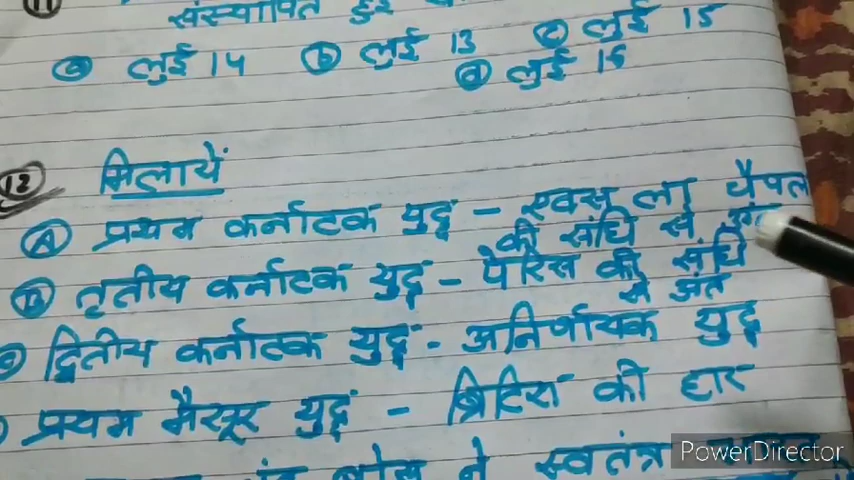 11 संस्थापित हुई
(a) लुई 14 (b) लुई 13 (c) लुई 15
(d) लुई 16
12 मिलायें
(A) प्रथम कर्नाटक युद्ध - एक्स ला चैपल
की संधि से अंत
(B) तृतीय कर्नाटक युद्ध - पेरिस की संधि
से अंत
द्वितीय कर्नाटक युद्ध - अनिर्णायक युद्ध
प्रथम मैसूर युद्ध - ब्रिटिश की हार
बोस ने स्वतंत्र
PowerDirector